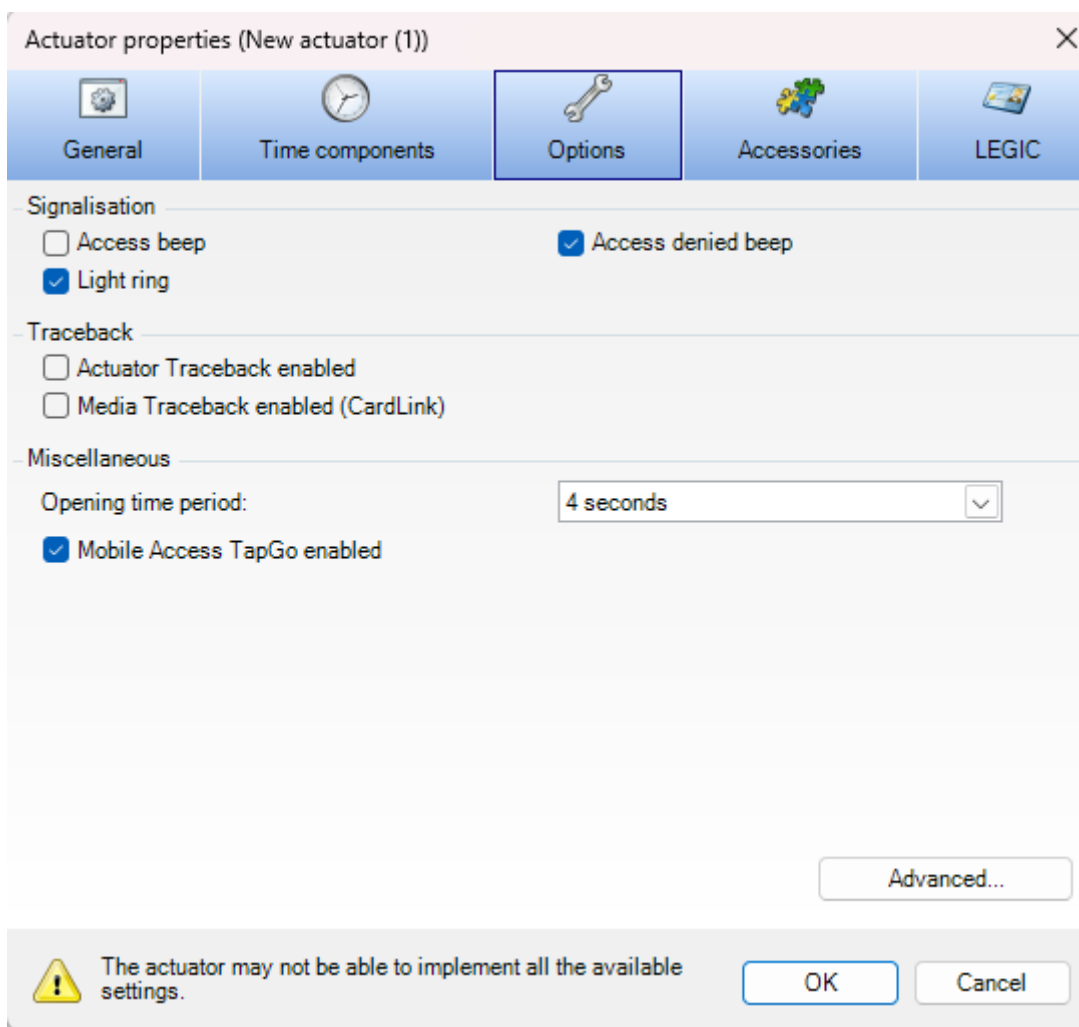 Actuator properties (New actuator (1))
General
Time components
Options
Accessories
LEGIC
Signalisation
Access beep
Access denied beep
Light ring
Traceback
Actuator Traceback enabled
Media Traceback enabled (CardLink)
Miscellaneous
Opening time period:
4 seconds
Mobile Access TapGo enabled
Advanced...
The actuator may not be able to implement all the available
settings.
OK
Cancel